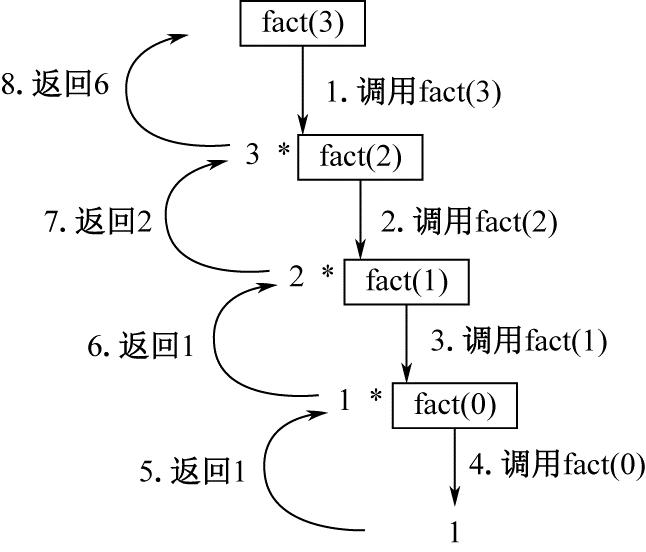 fact(3)
8. 返回6
1. 调用fact(3)
3 * fact(2)
7. 返回2
2. 调用fact(2)
2 * fact(1)
6. 返回1
3. 调用fact(1)
1 * fact(0)
5. 返回1
4. 调用fact(0)
1